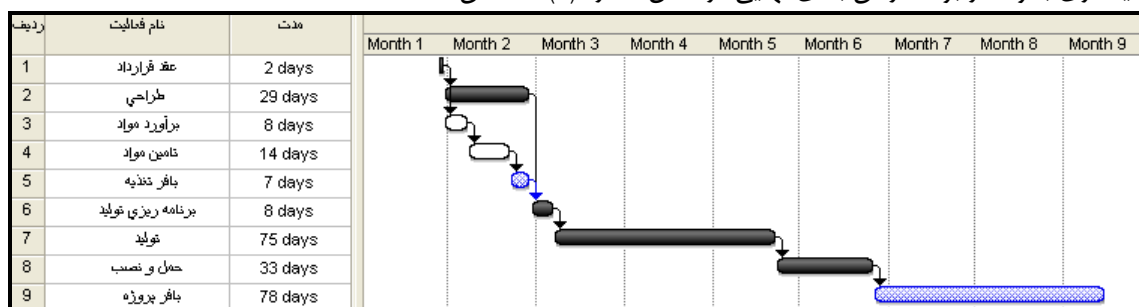 ردیف نام فعالیت مدت
Month 1 Month 2 Month 3 Month 4 Month 5 Month 6 Month 7 Month 8 Month 9
1 عقد قرارداد 2 days
2 طراحي 29 days
3 برآورد مواد 8 days
4 تامین مواد 14 days
5 بافر تغذیه 7 days
6 برنامه ریزي تولید 8 days
7 تولید 75 days
8 حمل و نصب 33 days
9 بافر پروژه 78 days